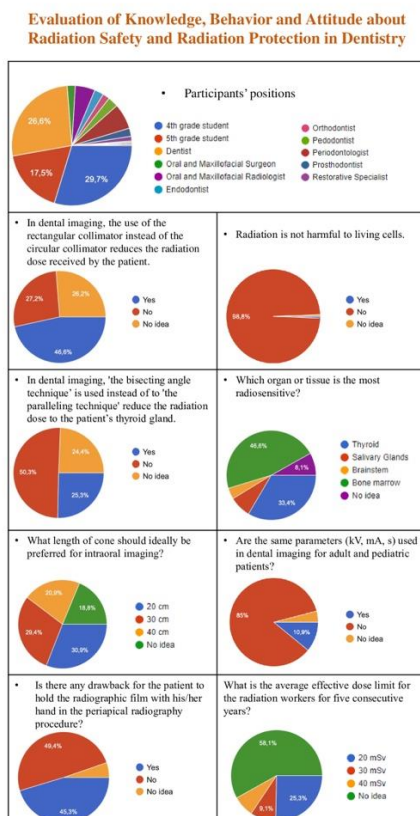 Evaluation of Knowledge, Behavior and Attitude about
Radiation Safety and Radiation Protection in Dentistry
• Participants' positions
26,6%
17,5%
29,7%
4th grade student
5th grade student
Dentist
Oral and Maxillofacial Surgeon
Oral and Maxillofacial Radiologist
Endodontist
Orthodontist
Pedodontist
Periodontologist
Prosthodontist
Restorative Specialist
• In dental imaging, the use of the
rectangular collimator instead of the
circular collimator reduces the radiation
dose received by the patient.
27,2%
26,2%
46,6%
Yes
No
No idea
• Radiation is not harmful to living cells.
98,8%
Yes
No
No idea
• In dental imaging, 'the bisecting angle
technique' is used instead of to 'the
paralleling technique' reduce the radiation
dose to the patient's thyroid gland.
50,3%
24,4%
25,3%
Yes
No
No idea
• Which organ or tissue is the most
radiosensitive?
46,6%
8,1%
33,4%
Thyroid
Salivary Glands
Brainstem
Bone marrow
No idea
• What length of cone should ideally be
preferred for intraoral imaging?
20,9%
18,8%
29,4%
30,9%
20 cm
30 cm
40 cm
No idea
• Are the same parameters (kV, mA, s) used
in dental imaging for adult and pediatric
patients?
85%
10,9%
Yes
No
No idea
• Is there any drawback for the patient to
hold the radiographic film with his/her
hand in the periapical radiography
procedure?
49,4%
45,3%
Yes
No
No idea
What is the average effective dose limit for
the radiation workers for five consecutive
years?
58,1%
9,1%
25,3%
20 mSv
30 mSv
40 mSv
No idea